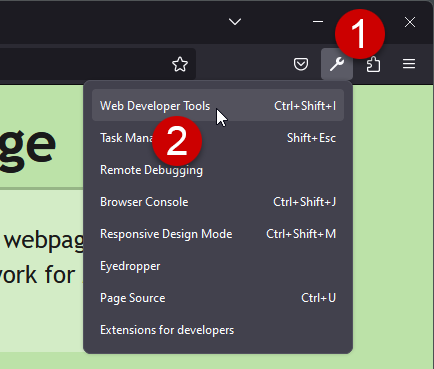 1
Web Developer Tools Ctrl+Shift+I
2
Task Mana Shift+Esc
Remote Debugging
Browser Console Ctrl+Shift+J
Responsive Design Mode Ctrl+Shift+M
Eyedropper
Page Source Ctrl+U
Extensions for developers
ge
webpag
work for